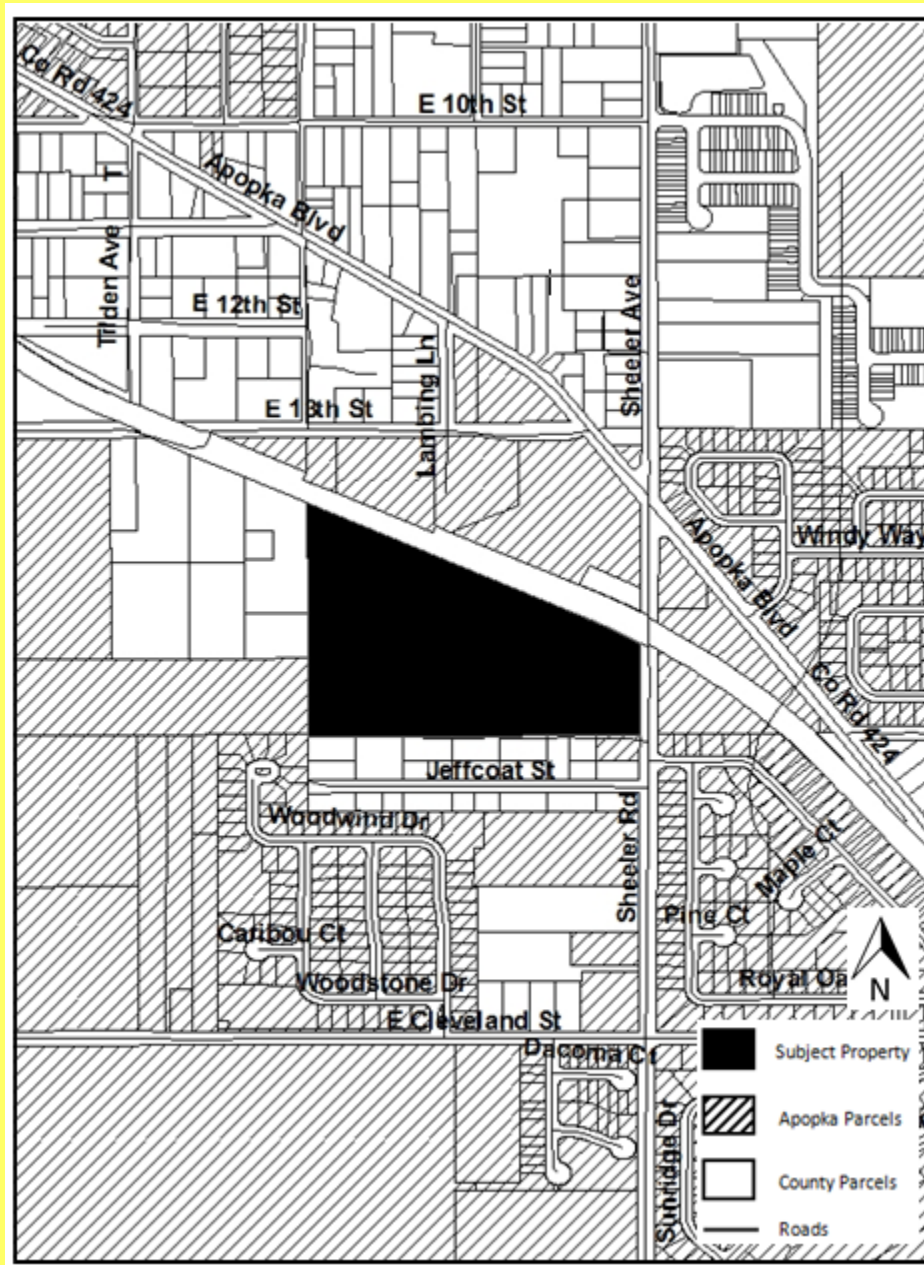 Co Rd 424
E 10th St
T
Apopka Blvd
Tilden Ave
E 12th St
Sheeler Ave
Lambing Ln
E 13th St
Apopka Blvd
Windy Way
Co Rd 424
Jeffcoat St
Woodwind Dr
Sheeler Rd
Maple Ct
Pine Ct
Caribou Ct
Woodstone Dr
Royal Oa
N
E Cleveland St
Dacoma Ct
Sunridge Dr
Subject Property
Apopka Parcels
County Parcels
Roads